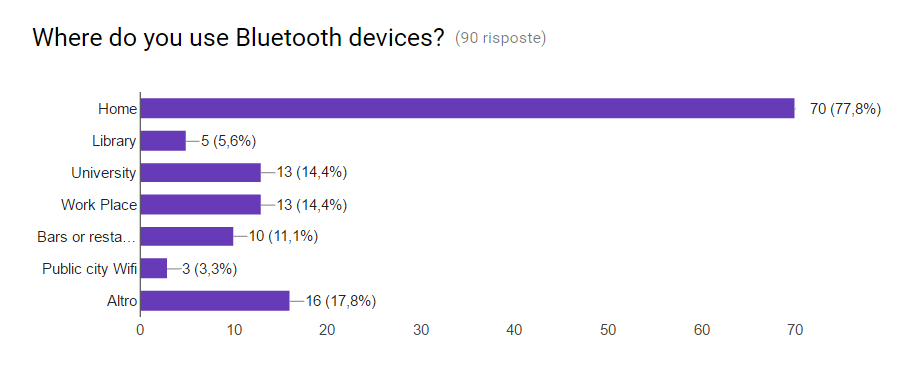 Where do you use Bluetooth devices? (90 risposte)
Home 70 (77,8%)
Library 5 (5,6%)
University 13 (14,4%)
Work Place 13 (14,4%)
Bars or resta... 10 (11,1%)
Public city Wifi 3 (3,3%)
Altro 16 (17,8%)
0 10 20 30 40 50 60 70